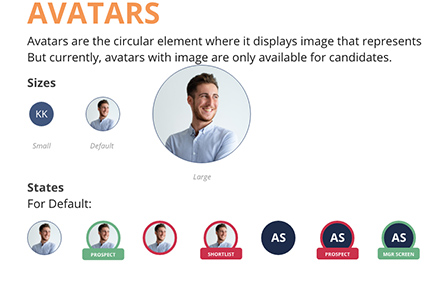 AVATARS
Avatars are the circular element where it displays image that represents
But currently, avatars with image are only available for candidates.
Sizes
KK
Small
Default
Large
States
For Default:
PROSPECT
SHORTLIST
AS
AS
PROSPECT
AS
MGR SCREEN